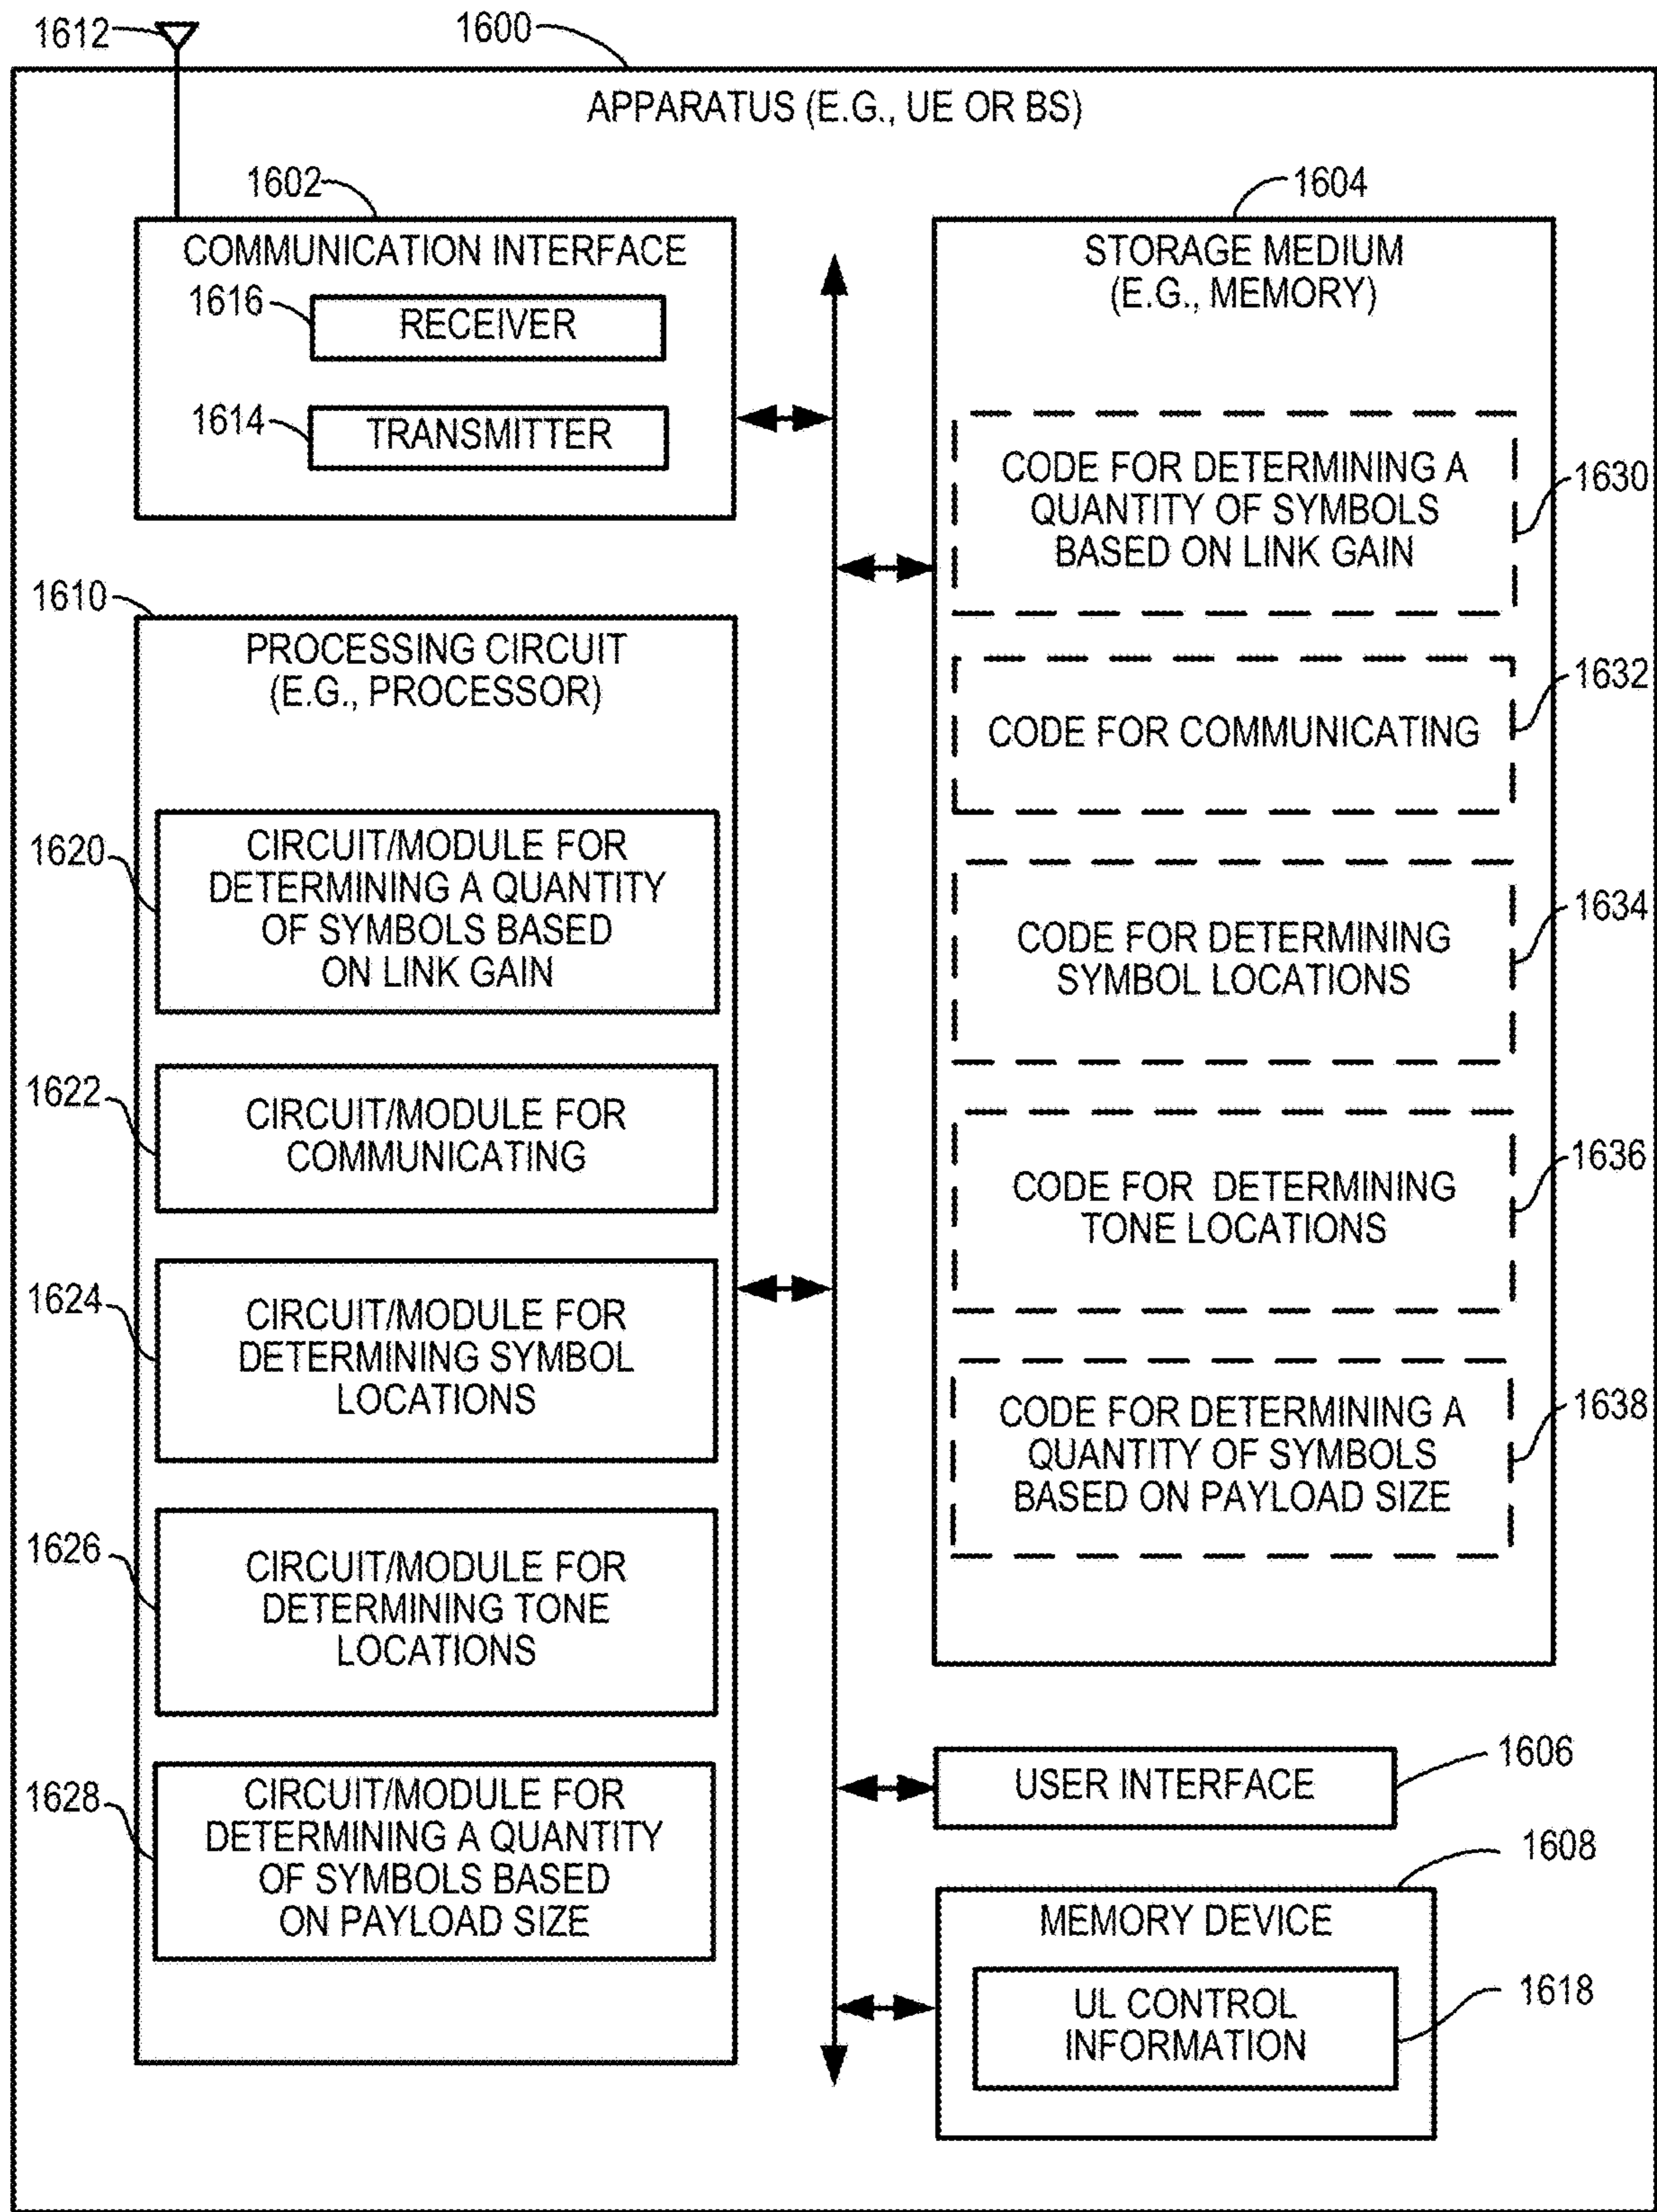 1612
1600
APPARATUS (E.G., UE OR BS)
1602
COMMUNICATION INTERFACE
1616
RECEIVER
1614
TRANSMITTER
1610
PROCESSING CIRCUIT
(E.G., PROCESSOR)
1620
CIRCUIT/MODULE FOR
DETERMINING A QUANTITY
OF SYMBOLS BASED
ON LINK GAIN
1622
CIRCUIT/MODULE FOR
COMMUNICATING
1624
CIRCUIT/MODULE FOR
DETERMINING SYMBOL
LOCATIONS
1626
CIRCUIT/MODULE FOR
DETERMINING TONE
LOCATIONS
1628
CIRCUIT/MODULE FOR
DETERMINING A QUANTITY
OF SYMBOLS BASED
ON PAYLOAD SIZE
1604
STORAGE MEDIUM
(E.G., MEMORY)
CODE FOR DETERMINING A
QUANTITY OF SYMBOLS
BASED ON LINK GAIN
1630
CODE FOR COMMUNICATING
1632
CODE FOR DETERMINING
SYMBOL LOCATIONS
1634
CODE FOR DETERMINING
TONE LOCATIONS
1636
CODE FOR DETERMINING A
QUANTITY OF SYMBOLS
BASED ON PAYLOAD SIZE
1638
USER INTERFACE
1606
1608
MEMORY DEVICE
UL CONTROL
INFORMATION
1618